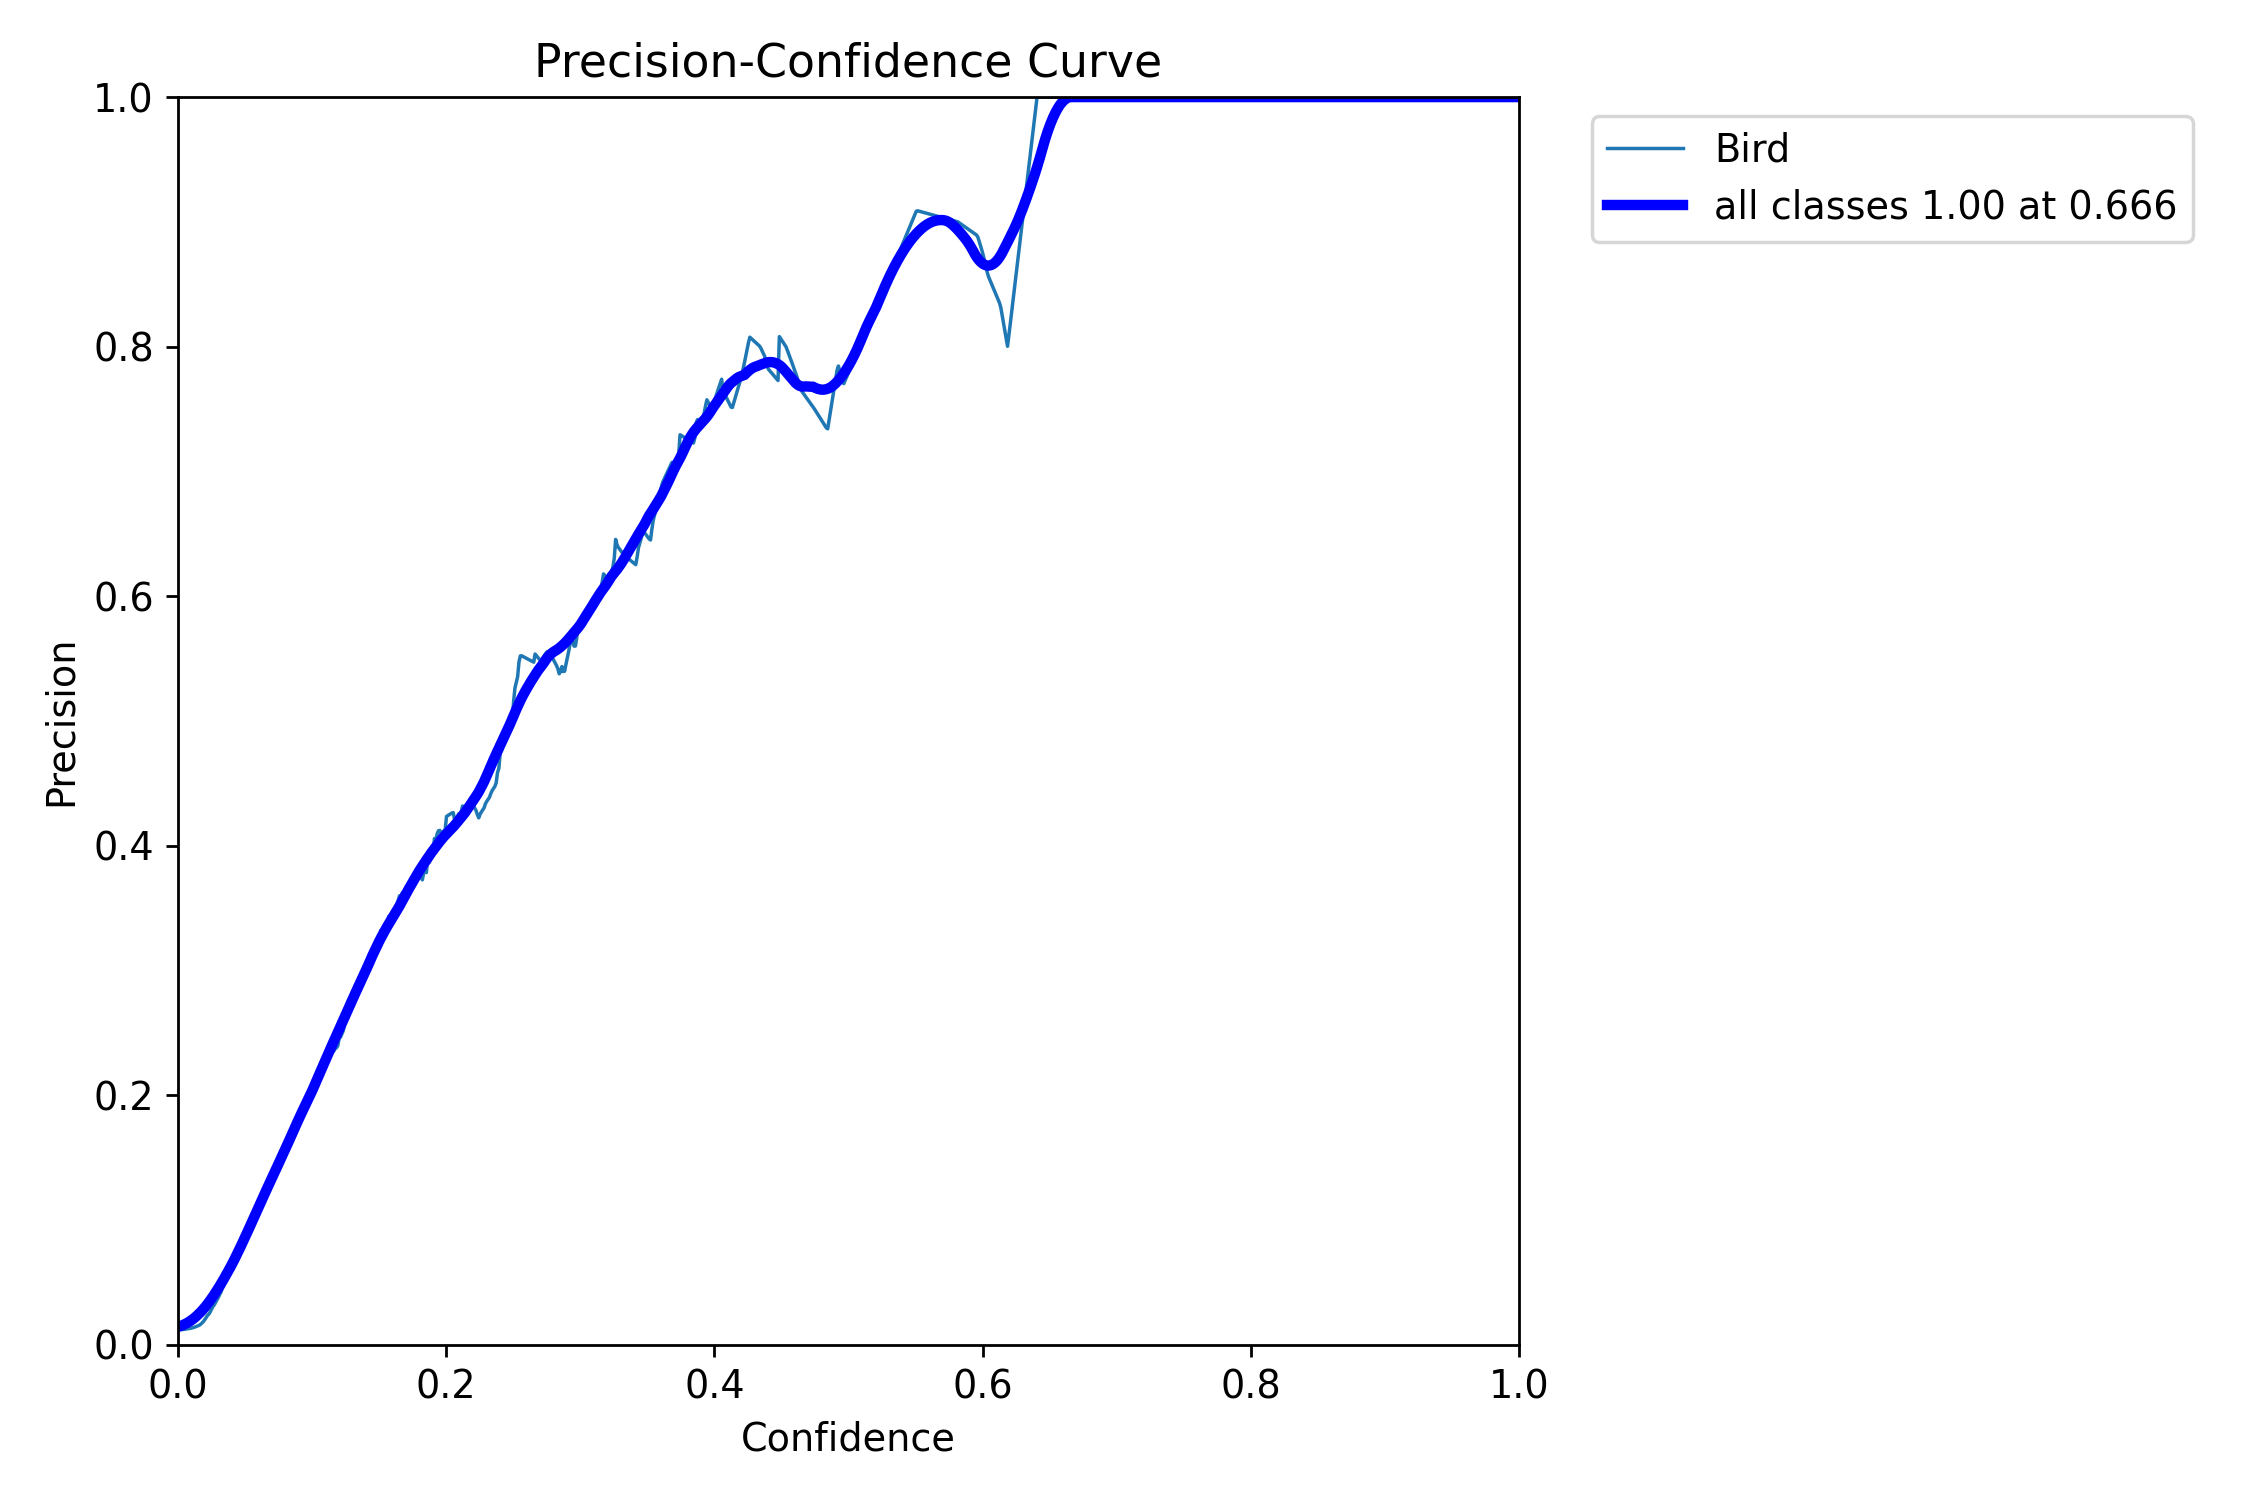 Precision-Confidence Curve
1.0
0.8
0.6
0.4
0.2
0.0
Precision
0.0 0.2 0.4 0.6 0.8 1.0
Confidence
Bird
all classes 1.00 at 0.666